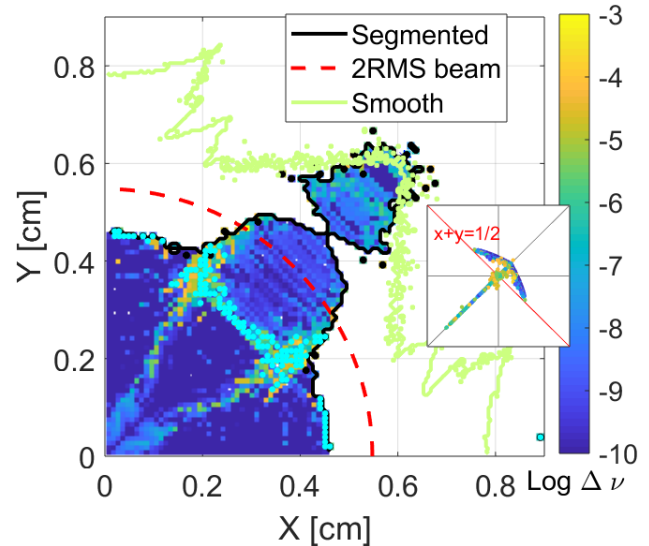 Segmented
2RMS beam
Smooth
-3
-4
-5
-6
-7
-8
-9
-10
Log Δ ν
0.8
0.6
0.4
0.2
0
Y [cm]
0
0.2
0.4
0.6
0.8
X [cm]
x+y=1/2